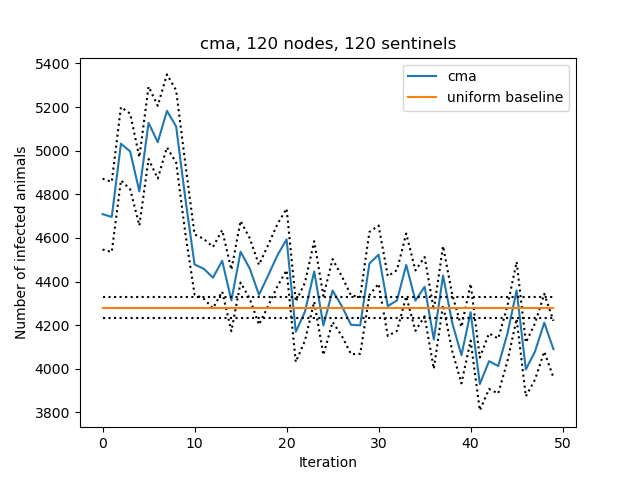 cma, 120 nodes, 120 sentinels
cma
uniform baseline
Number of infected animals
5400
5200
5000
4800
4600
4400
4200
4000
3800
0 10 20 30 40 50
Iteration